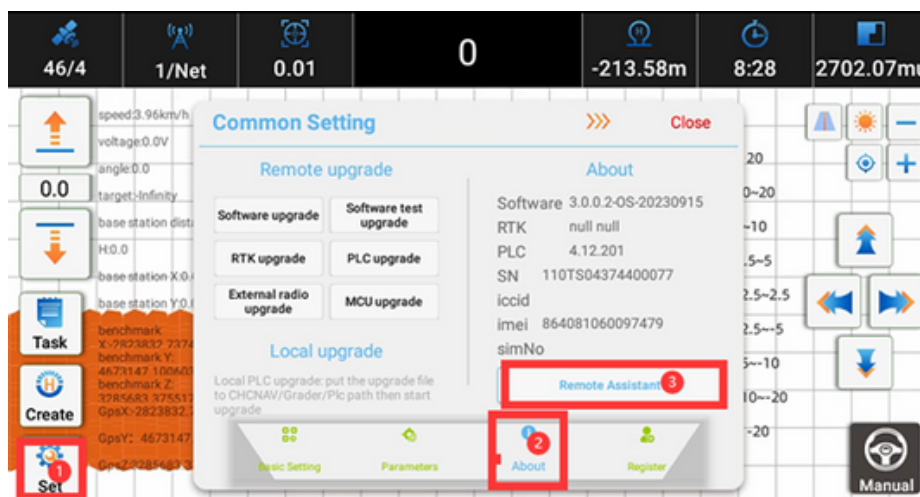 46/4
1/Net
0.01
0
-213.58m
8:28
2702.07mu
speed:3.96km/h
voltage:0.0V
angle:0.0
0.0
target:-Infinity
base station dist
H:0.0
base station X:0.
base station Y:0.
benchmark
X:-2823832.7374
benchmark Y:
4673147.100603
benchmark Z:
3285683.375517
GpsX:-2823832.
GpsY: 4673147
Task
Create
Set
1
Common Setting
Close
Remote upgrade
Software upgrade
Software test
upgrade
RTK upgrade
PLC upgrade
External radio
upgrade
MCU upgrade
Local upgrade
Local PLC upgrade: put the upgrade file
to CHCNAV/Grader/Plc path then start
upgrade
About
Software 3.0.0.2-OS-20230915
RTK null null
PLC 4.12.201
SN 110TS04374400077
iccid
imei 864081060097479
simNo
Remote Assistant
3
Parameters
2
About
Register
20
0~20
~10
.5~5
2.5~-2.5
2.5~-5
5~-10
10~-20
-20
Manual